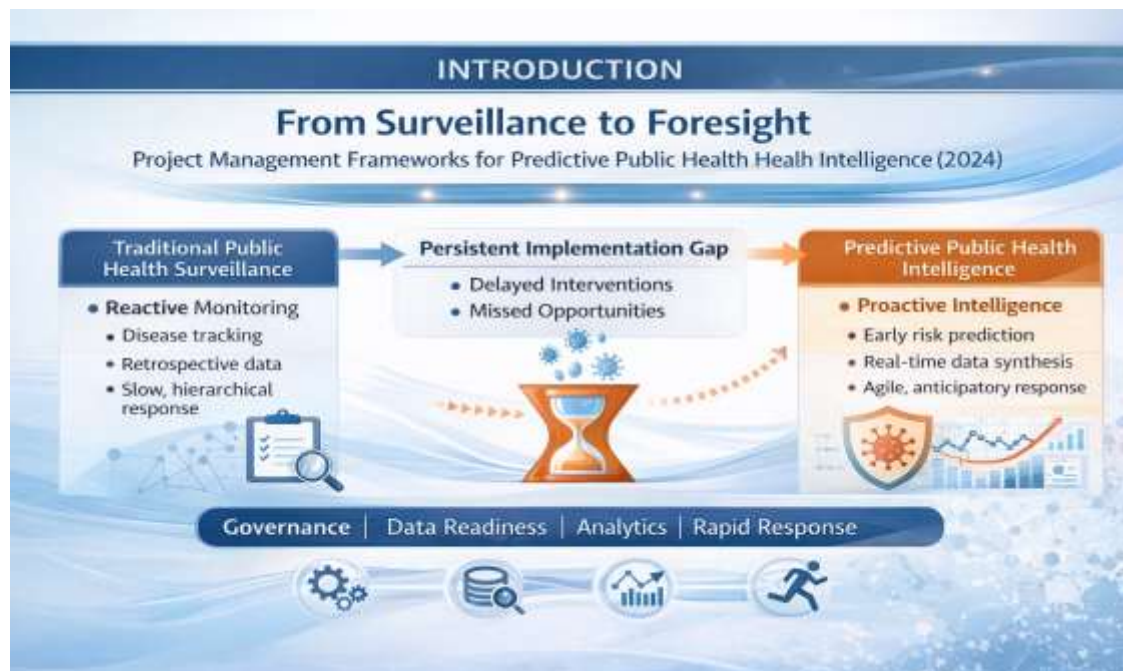 INTRODUCTION
From Surveillance to Foresight
Project Management Frameworks for Predictive Public Health Healh Intelligence (2024)
Traditional Public
Health Surveillance
• Reactive Monitoring
• Disease tracking
• Retrospective data
• Slow, hierarchical
response
Persistent Implementation Gap
• Delayed Interventions
• Missed Opportunities
Predictive Public Health
Intelligence
• Proactive Intelligence
• Early risk prediction
• Real-time data synthesis
• Agile, anticipatory response
Governance | Data Readiness | Analytics | Rapid Response